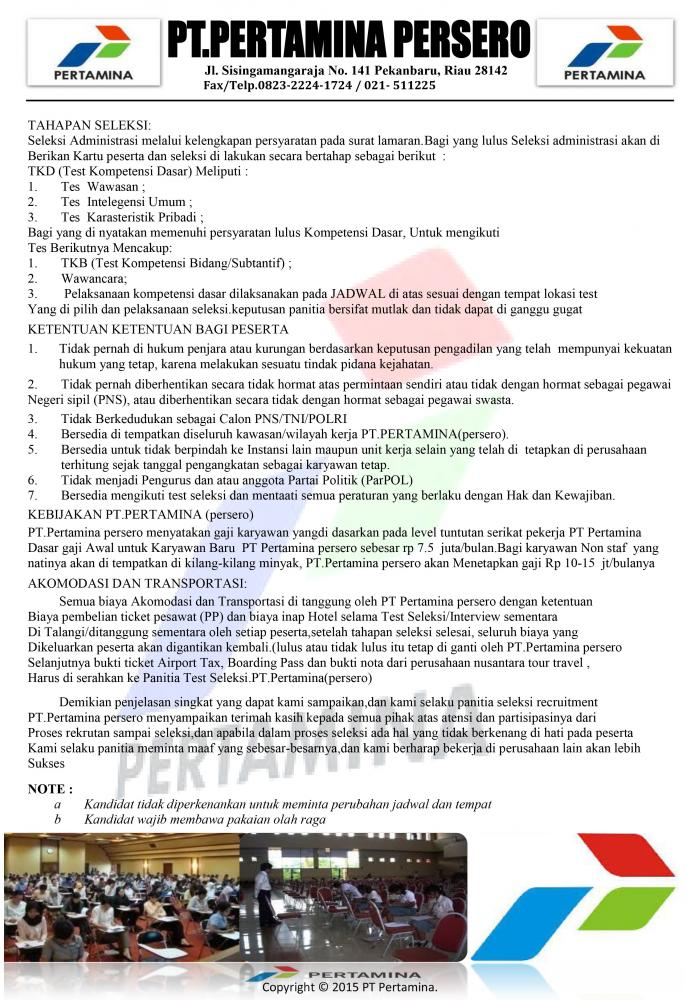 PERTAMINA
PT.PERTAMINA PERSERO
PERTAMINA
Jl. Sisingamangaraja No. 141 Pekanbaru, Riau 28142
Fax/Telp.0823-2224-1724 / 021- 511225
TAHAPAN SELEKSI:
Seleksi Administrasi melalui kelengkapan persyaratan pada surat lamaran.Bagi yang lulus Seleksi administrasi akan di
Berikan Kartu peserta dan seleksi di lakukan secara bertahap sebagai berikut :
TKD (Test Kompetensi Dasar) Meliputi :
1. Tes Wawasan ;
2. Tes Intelegensi Umum ;
3. Tes Karasteristik Pribadi ;
Bagi yang di nyatakan memenuhi persyaratan lulus Kompetensi Dasar, Untuk mengikuti
Tes Berikutnya Mencakup:
1. TKB (Test Kompetensi Bidang/Subtantif) ;
2. Wawancara;
3. Pelaksanaan kompetensi dasar dilaksanakan pada JADWAL di atas sesuai dengan tempat lokasi test
Yang di pilih dan pelaksanaan seleksi.keputusan panitia bersifat mutlak dan tidak dapat di ganggu gugat
KETENTUAN KETENTUAN BAGI PESERTA
1. Tidak pernah di hukum penjara atau kurungan berdasarkan keputusan pengadilan yang telah mempunyai kekuatan
hukum yang tetap, karena melakukan sesuatu tindak pidana kejahatan.
2. Tidak pernah diberhentikan secara tidak hormat atas permintaan sendiri atau tidak dengan hormat sebagai pegawai
Negeri sipil (PNS), atau diberhentikan secara tidak dengan hormat sebagai pegawai swasta.
3. Tidak Berkedudukan sebagai Calon PNS/TNI/POLRI
4. Bersedia di tempatkan diseluruh kawasan/wilayah kerja PT.PERTAMINA(persero).
5. Bersedia untuk tidak berpindah ke Instansi lain maupun unit kerja selain yang telah di tetapkan di perusahaan
terhitung sejak tanggal pengangkatan sebagai karyawan tetap.
6. Tidak menjadi Pengurus dan atau anggota Partai Politik (ParPOL)
7. Bersedia mengikuti test seleksi dan mentaati semua peraturan yang berlaku dengan Hak dan Kewajiban.
KEBIJAKAN PT.PERTAMINA (persero)
PT.Pertamina persero menyatakan gaji karyawan yangdi dasarkan pada level tuntutan serikat pekerja PT Pertamina
Dasar gaji Awal untuk Karyawan Baru PT Pertamina persero sebesar rp 7.5 juta/bulan.Bagi karyawan Non staf yang
natinya akan di tempatkan di kilang-kilang minyak, PT.Pertamina persero akan Menetapkan gaji Rp 10-15 jt/bulanya
AKOMODASI DAN TRANSPORTASI:
Semua biaya Akomodasi dan Transportasi di tanggung oleh PT Pertamina persero dengan ketentuan
Biaya pembelian ticket pesawat (PP) dan biaya inap Hotel selama Test Seleksi/Interview sementara
Di Talangi/ditanggung sementara oleh setiap peserta,setelah tahapan seleksi selesai, seluruh biaya yang
Dikeluarkan peserta akan digantikan kembali.(lulus atau tidak lulus itu tetap di ganti oleh PT.Pertamina persero
Selanjutnya bukti ticket Airport Tax, Boarding Pass dan bukti nota dari perusahaan nusantara tour travel ,
Harus di serahkan ke Panitia Test Seleksi.PT.Pertamina(persero)
Demikian penjelasan singkat yang dapat kami sampaikan,dan kami selaku panitia seleksi recruitment
PT.Pertamina persero menyampaikan terimah kasih kepada semua pihak atas atensi dan partisipasinya dari
Proses rekrutan sampai seleksi,dan apabila dalam proses seleksi ada hal yang tidak berkenang di hati pada peserta
Kami selaku panitia meminta maaf yang sebesar-besarnya,dan kami berharap bekerja di perusahaan lain akan lebih
Sukses
PERTAMINA
NOTE :
a Kandidat tidak diperkenankan untuk meminta perubahan jadwal dan tempat
b Kandidat wajib membawa pakaian olah raga
PERTAMINA
Copyright © 2015 PT Pertamina.